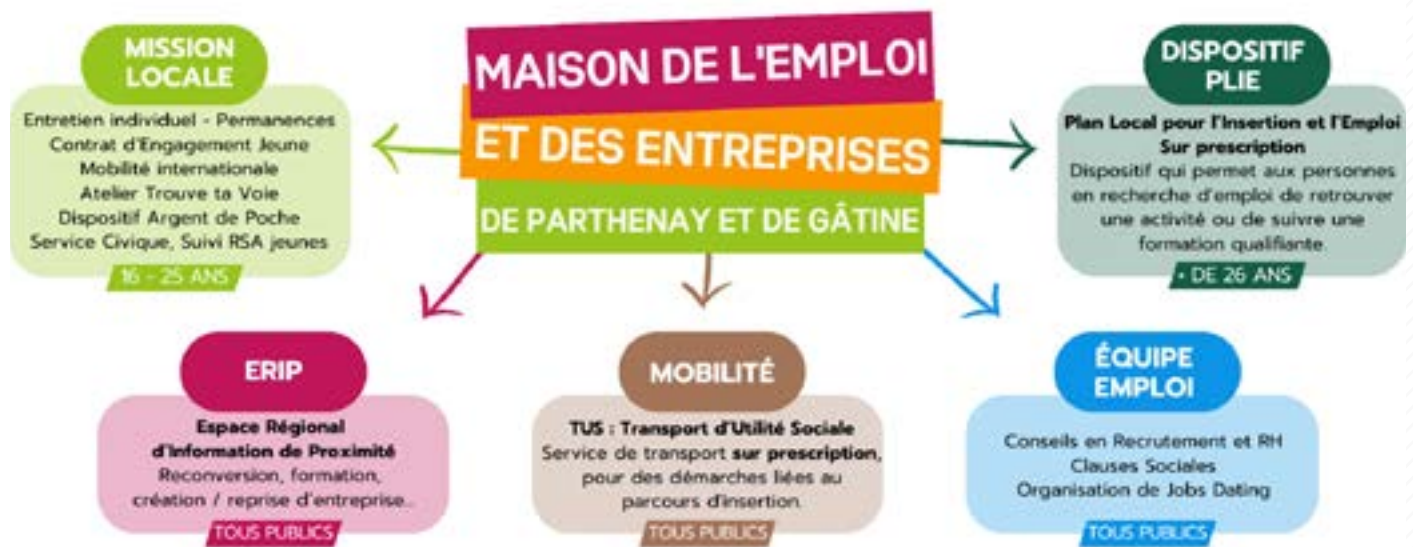 MAISON DE L'EMPLOI
ET DES ENTREPRISES
DE PARTHENAY ET DE GÂTINE
MISSION
LOCALE
Entretien individuel - Permanences
Contrat d'Engagement Jeune
Mobilité internationale
Atelier Trouve ta Voie
Dispositif Argent de Poche
Service Civique, Suivi RSA jeunes
16 - 25 ANS
DISPOSITIF
PLIE
Plan Local pour l'Insertion et l'Emploi
Sur prescription
Dispositif qui permet aux personnes
en recherche d'emploi de retrouver
une activité ou de suivre une
formation qualifiante.
+ DE 26 ANS
ERIP
Espace Régional
d'Information de Proximité
Reconversion, formation,
création / reprise d'entreprise...
TOUS PUBLICS
MOBILITÉ
TUS : Transport d'Utilité Sociale
Service de transport sur prescription,
pour des démarches liées au
parcours d'insertion.
TOUS PUBLICS
ÉQUIPE
EMPLOI
Conseils en Recrutement et RH
Clauses Sociales
Organisation de Jobs Dating
TOUS PUBLICS